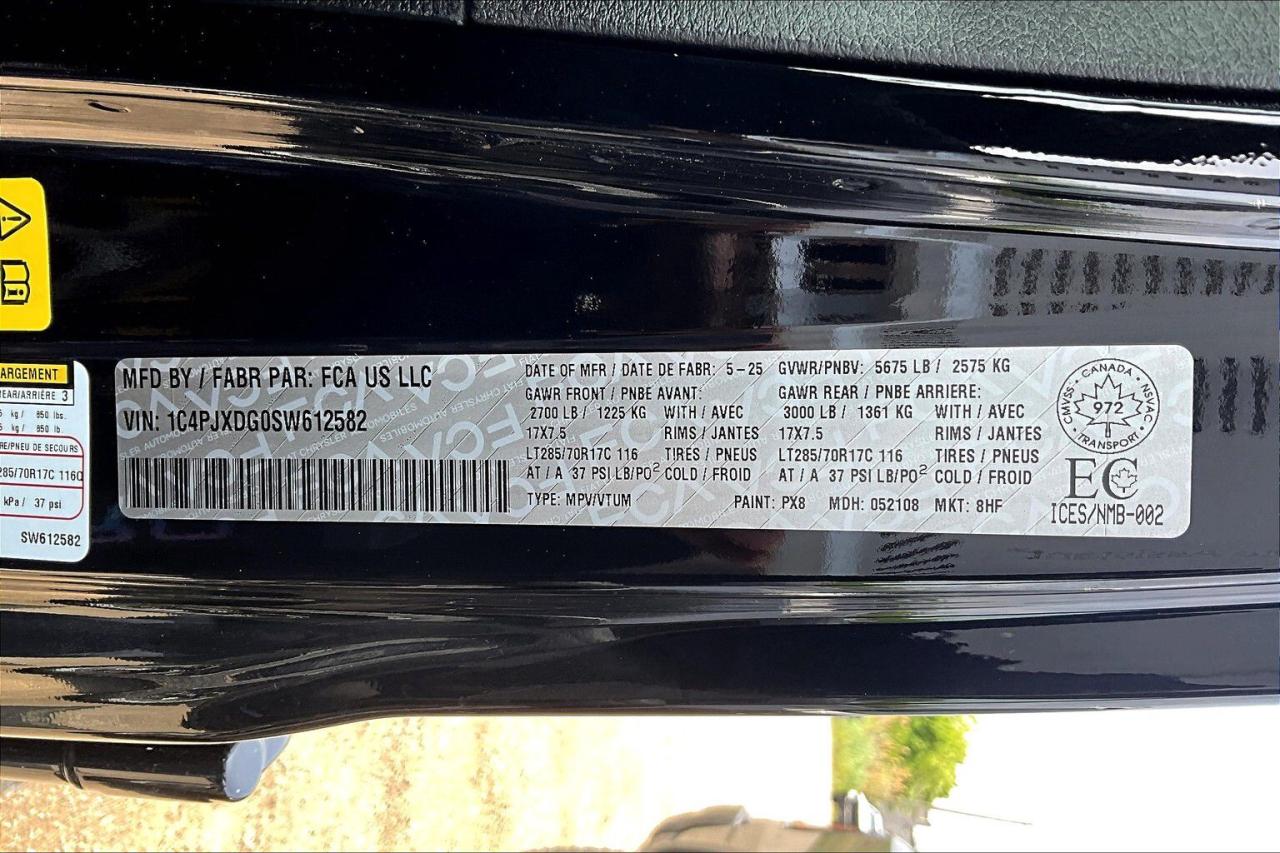 ARGEMENT
EAR/ARRIÈRE 3
kg / 850 lbs.
kg / 850 lb.
RE/PNEU DE SECOURS
285/70R17C 116Q
kPa / 37 psi
SW612582
MFD BY / FABR PAR: FCA US LLC
VIN: 1C4PJXDG0SW612582
DATE OF MFR / DATE DE FABR: 5-25 GVWR/PNBV: 5675 LB / 2575 KG
GAWR FRONT / PNBE AVANT: GAWR REAR / PNBE ARRIERE:
2700 LB / 1225 KG WITH / AVEC 3000 LB / 1361 KG WITH / AVEC
17X7.5 RIMS / JANTES 17X7.5 RIMS / JANTES
LT285/70R17C 116 TIRES / PNEUS LT285/70R17C 116 TIRES / PNEUS
AT / A 37 PSI LB/PO² COLD / FROID AT / A 37 PSI LB/PO² COLD / FROID
TYPE: MPV/VTUM PAINT: PX8 MDH: 052108 MKT: 8HF
CANADA
CMVSS 972 NSVAC
TRANSPORT
EC
ICES/NMB-002